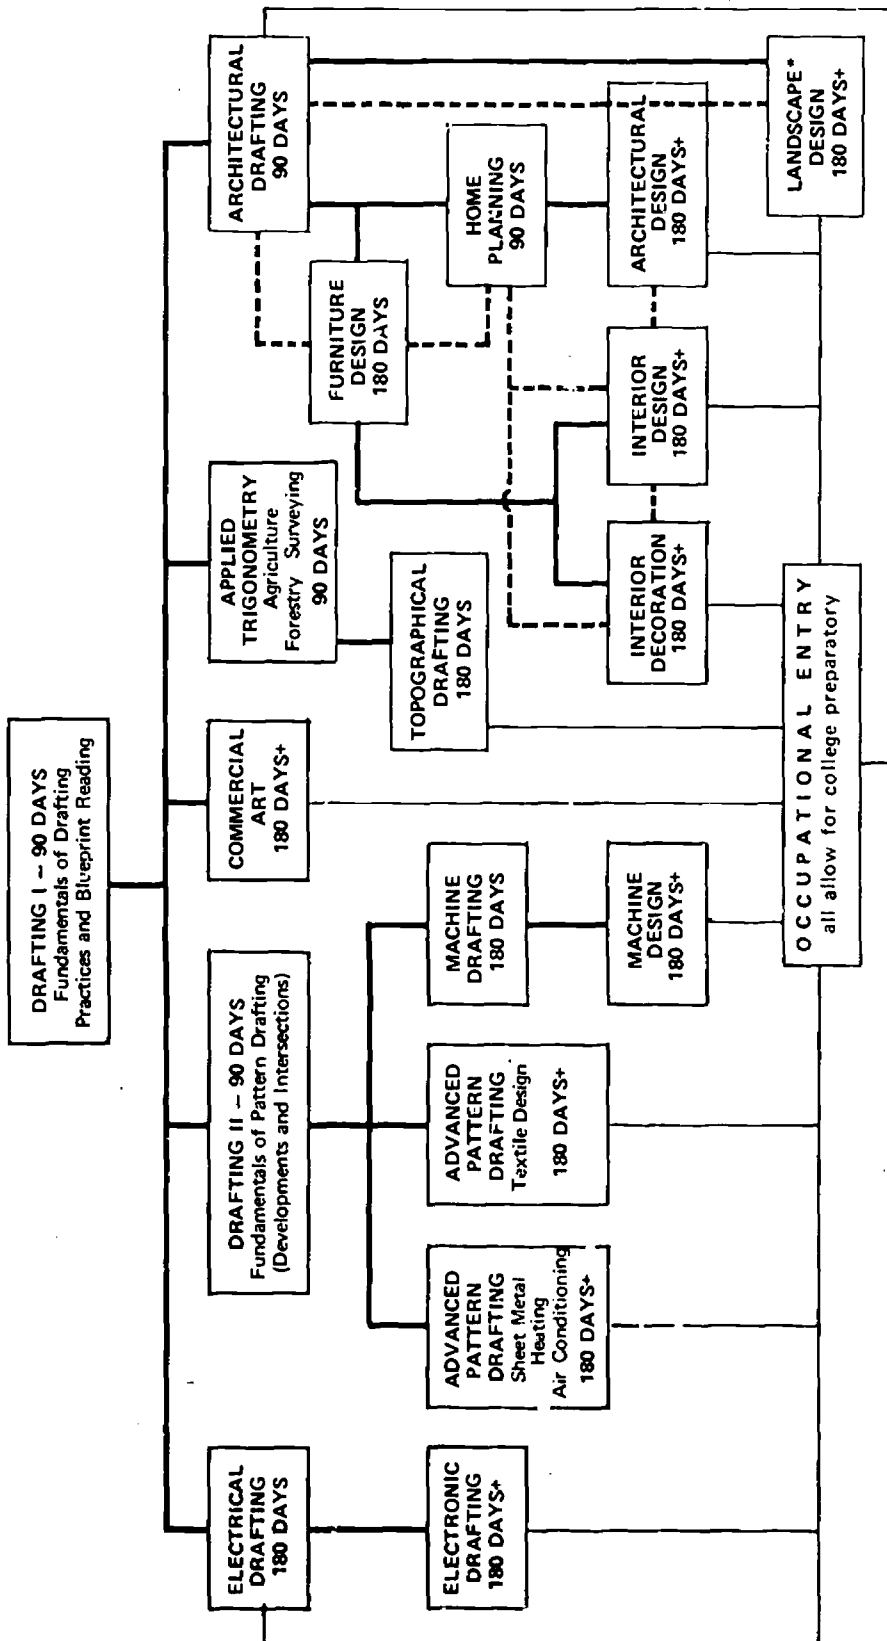 DRAFTING I – 90 DAYS
Fundamentals of Drafting
Practices and Blueprint Reading
ELECTRICAL
DRAFTING
180 DAYS
DRAFTING II – 90 DAYS
Fundamentals of Pattern Drafting
(Developments and Intersections)
COMMERCIAL
ART
180 DAYS+
APPLIED
TRIGONOMETRY
Agriculture
Forestry Surveying
90 DAYS
ARCHITECTURAL
DRAFTING
90 DAYS
FURNITURE
DESIGN
180 DAYS
TOPOGRAPHICAL
DRAFTING
180 DAYS
ELECTRONIC
DRAFTING
180 DAYS+
ADVANCED
PATTERN
DRAFTING
Sheet Metal
Heating
Air Conditioning
180 DAYS+
ADVANCED
PATTERN
DRAFTING
Textile Design
180 DAYS+
MACHINE
DRAFTING
180 DAYS
HOME
PLANNING
90 DAYS
MACHINE
DESIGN
180 DAYS+
INTERIOR
DECORATION
180 DAYS+
INTERIOR
DESIGN
180 DAYS+
ARCHITECTURAL
DESIGN
180 DAYS+
LANDSCAPE*
DESIGN
180 DAYS+
OCCUPATIONAL ENTRY
all allow for college preparatory